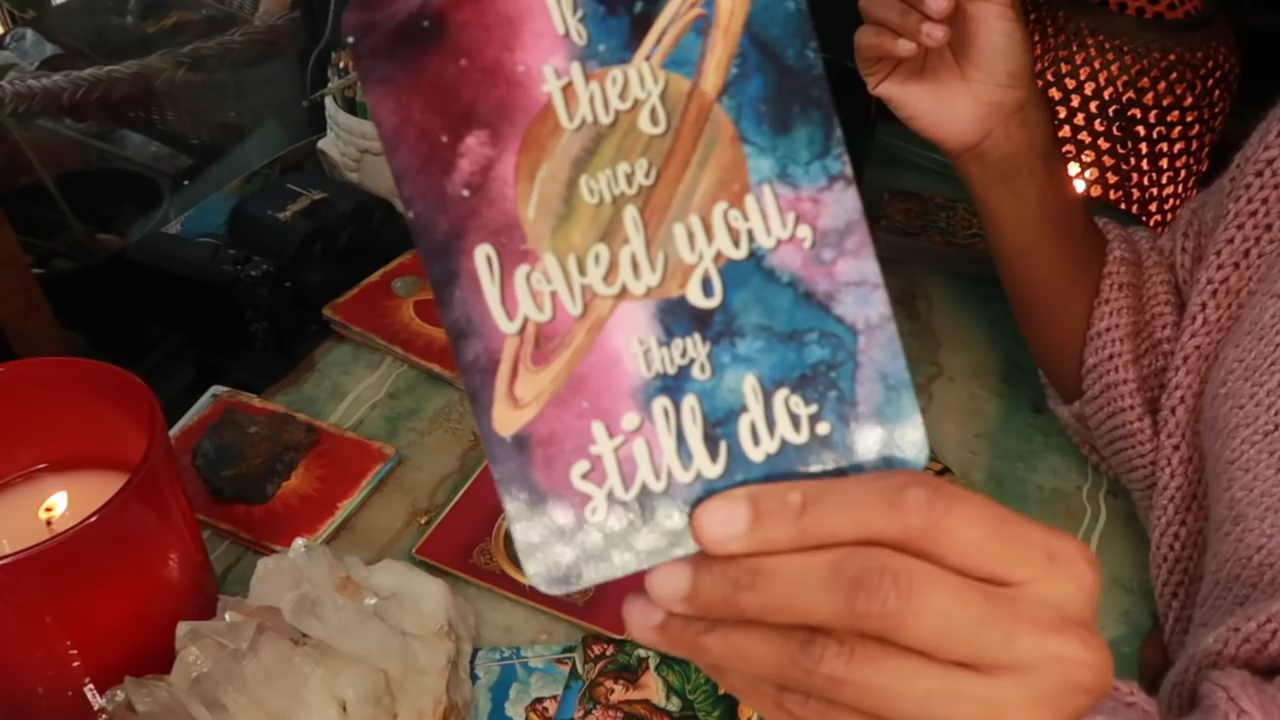 If
they
once
loved you,
they
still do.